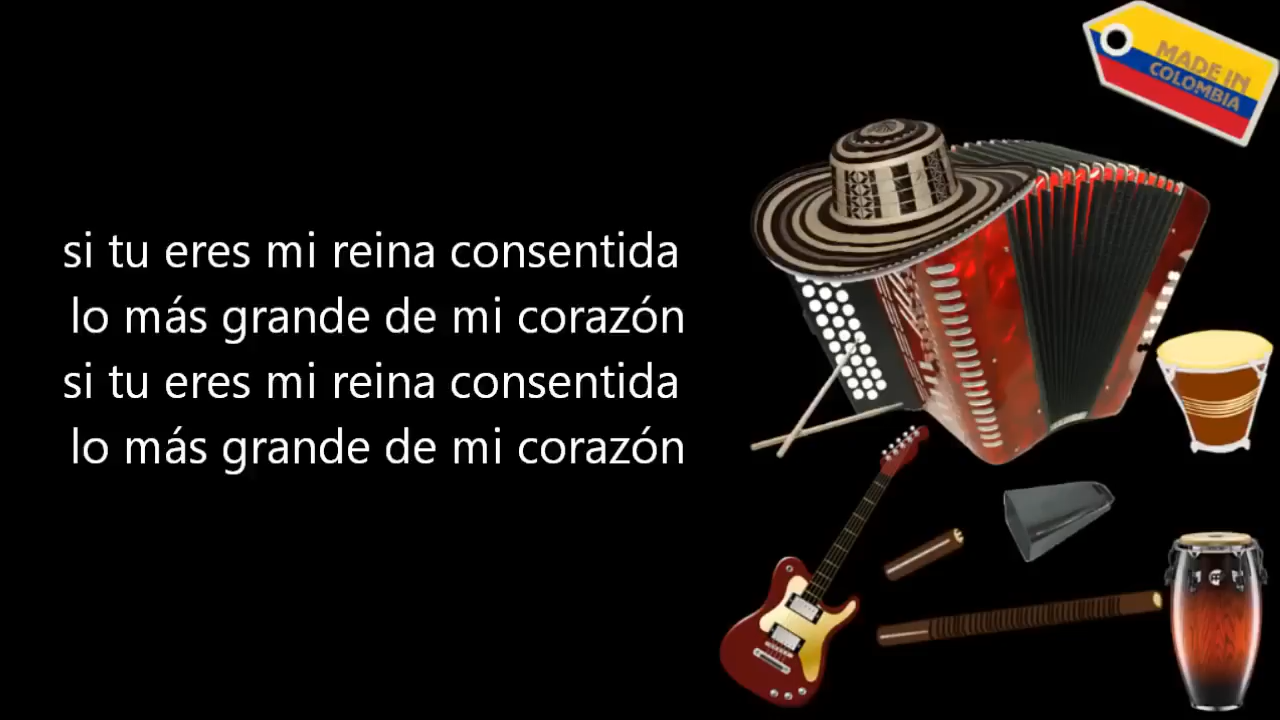 MADE IN
COLOMBIA
si tu eres mi reina consentida
lo más grande de mi corazón
si tu eres mi reina consentida
lo más grande de mi corazón